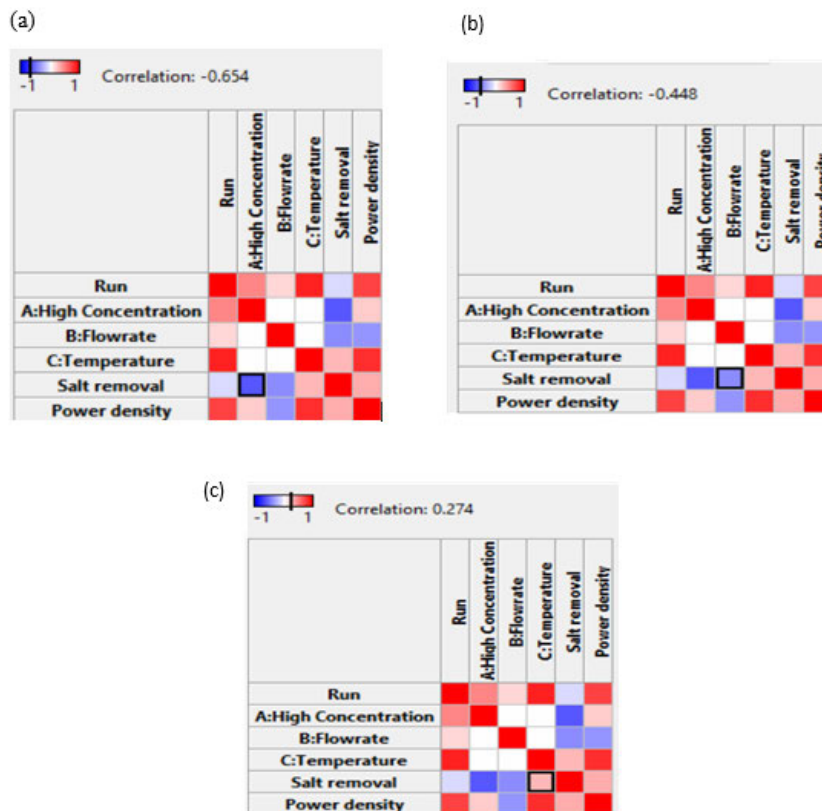 (a)
Correlation: -0.654
-1 1
Run
A:High Concentration
B:Flowrate
C:Temperature
Salt removal
Power density
Run
A:High Concentration
B:Flowrate
C:Temperature
Salt removal
Power density
(b)
Correlation: -0.448
-1 1
Run
A:High Concentration
B:Flowrate
C:Temperature
Salt removal
Power density
Run
A:High Concentration
B:Flowrate
C:Temperature
Salt removal
Power density
(c)
Correlation: 0.274
-1 1
Run
A:High Concentration
B:Flowrate
C:Temperature
Salt removal
Power density
Run
A:High Concentration
B:Flowrate
C:Temperature
Salt removal
Power density